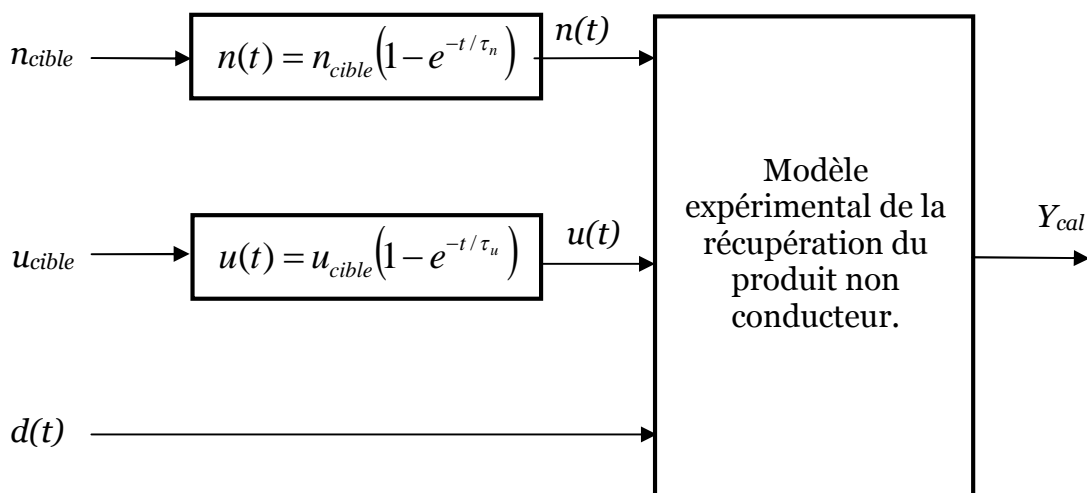 n_cible
n(t) = n_cible(1 − e^{−t/τ_n})
n(t)
u_cible
u(t) = u_cible(1 − e^{−t/τ_u})
u(t)
d(t)
Modèle
expérimental de la
récupération du
produit non
conducteur.
Y_cal